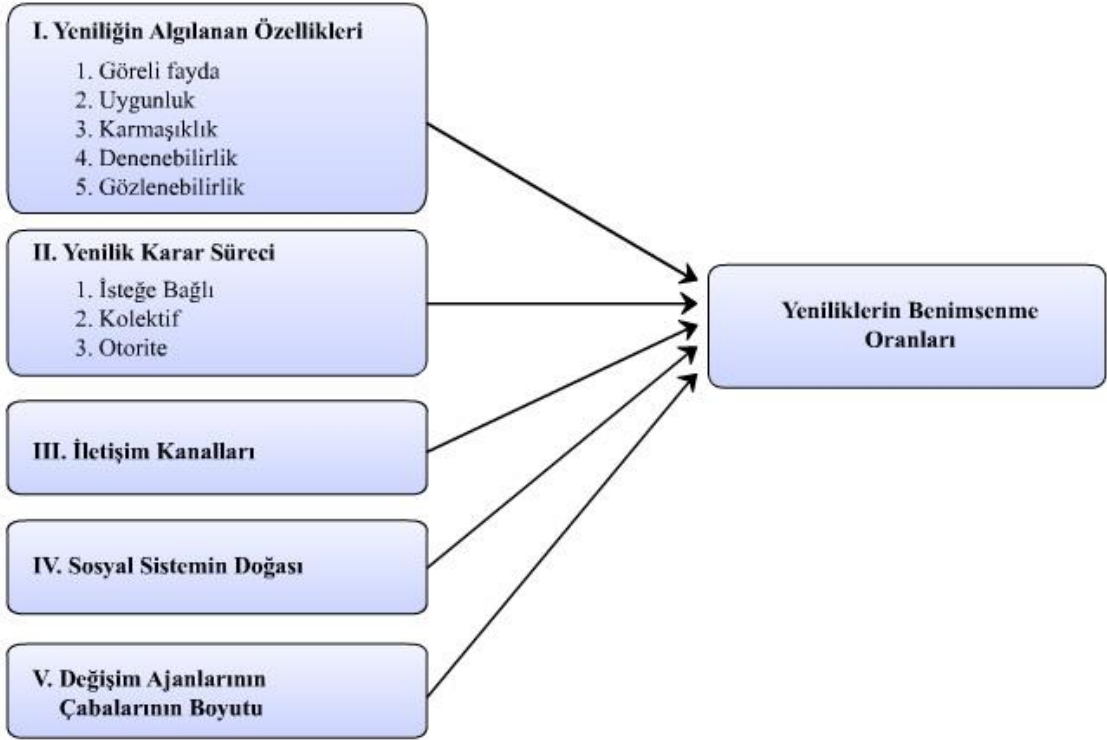 I. Yeniliğin Algılanan Özellikleri
1. Göreli fayda
2. Uygunluk
3. Karmaşıklık
4. Denenebilirlik
5. Gözlenebilirlik
II. Yenilik Karar Süreci
1. İsteğe Bağlı
2. Kolektif
3. Otorite
III. İletişim Kanalları
IV. Sosyal Sistemin Doğası
V. Değişim Ajanlarının
Çabalarının Boyutu
Yeniliklerin Benimsenme
Oranları